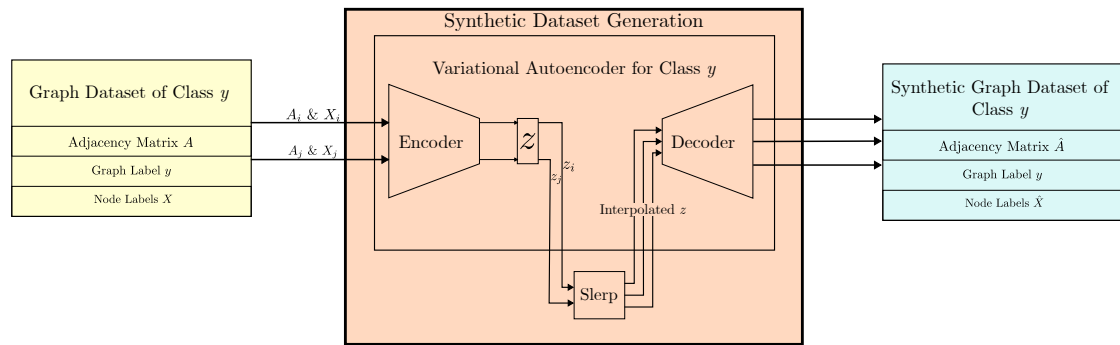 Synthetic Dataset Generation
Variational Autoencoder for Class y
Graph Dataset of Class y
Adjacency Matrix A
Graph Label y
Node Labels X
A_i & X_i
A_j & X_j
Encoder
z
z_i
z_j
Interpolated z
Slerp
Decoder
Synthetic Graph Dataset of
Class y
Adjacency Matrix Â
Graph Label y
Node Labels X̂